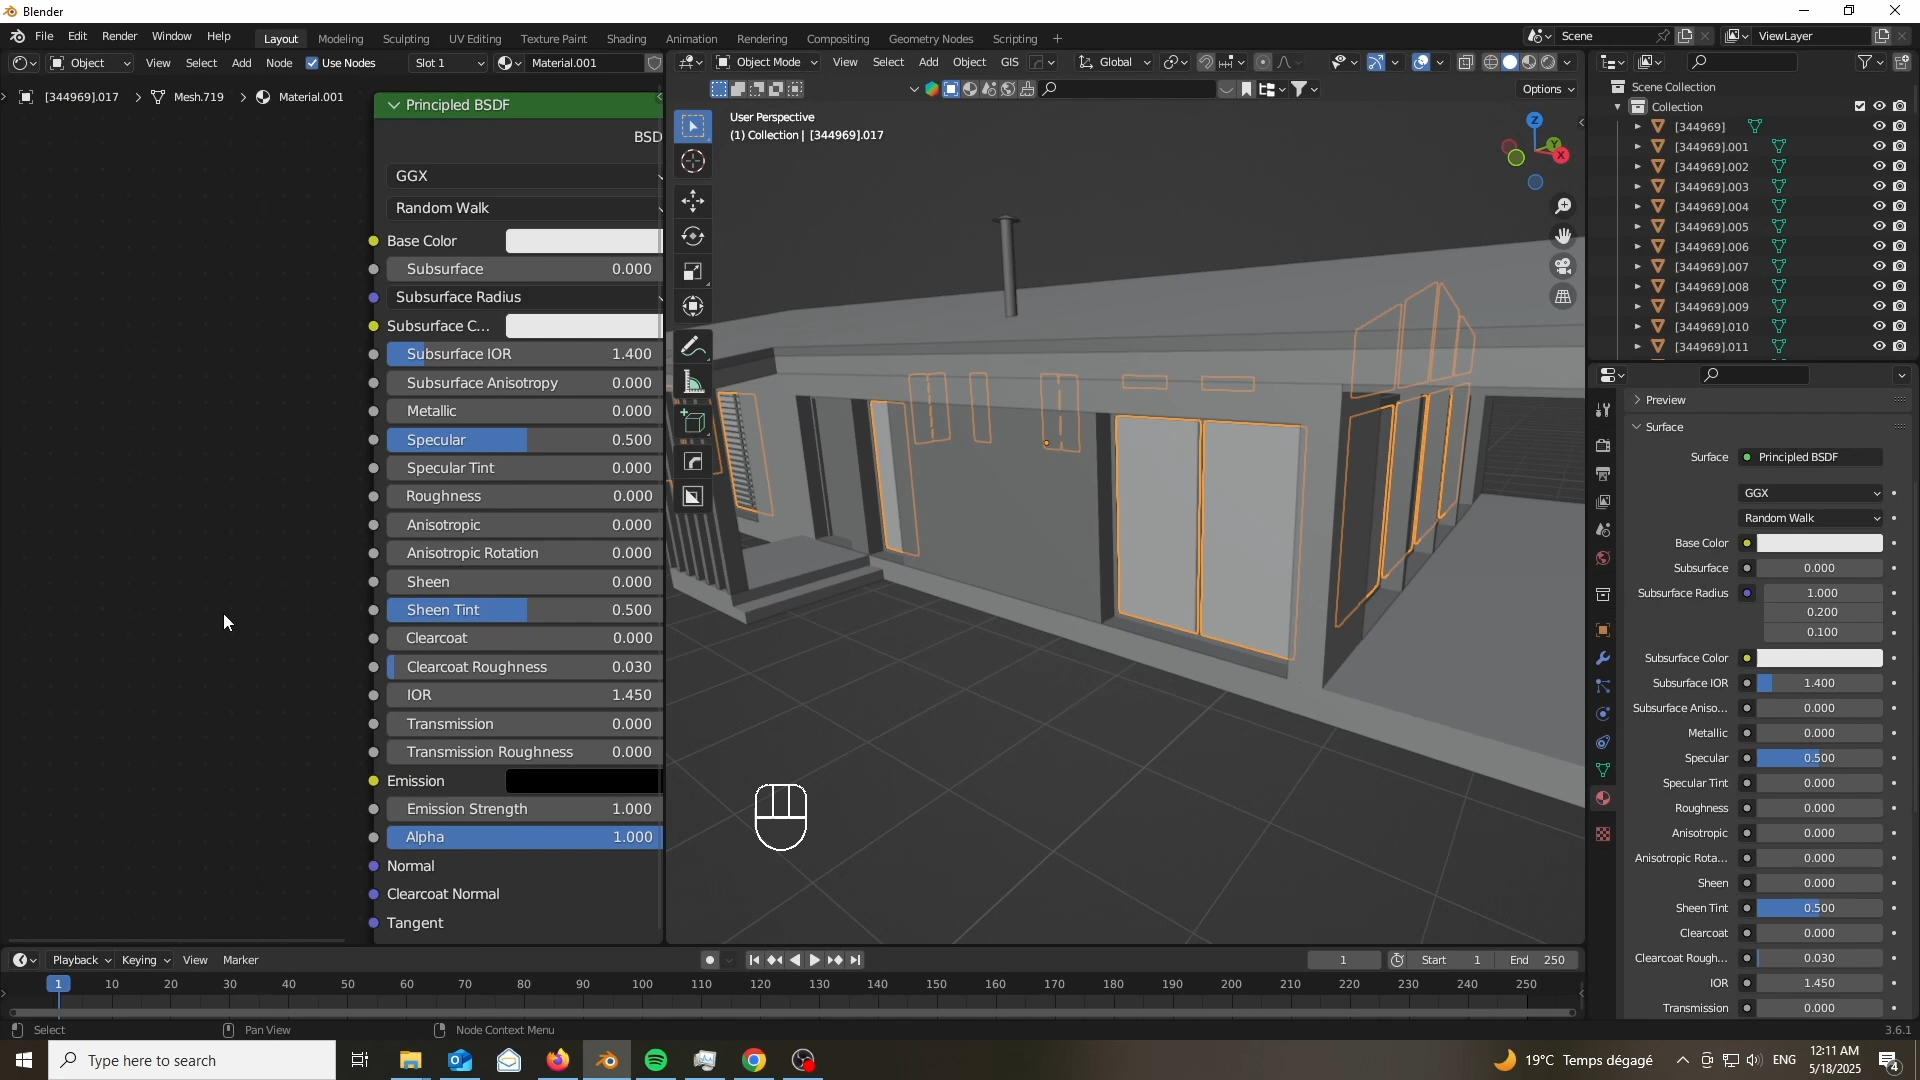 Blender
File Edit Render Window Help
Layout Modeling Sculpting UV Editing Texture Paint Shading Animation Rendering Compositing Geometry Nodes Scripting +
Scene
ViewLayer
Object View Select Add Node Use Nodes Slot 1 Material.001
Object Mode View Select Add Object GIS Global
Options
[344969].017 > Mesh.719 > Material.001
Principled BSDF
BSD
GGX
Random Walk
Base Color
Subsurface 0.000
Subsurface Radius
Subsurface C...
Subsurface IOR 1.400
Subsurface Anisotropy 0.000
Metallic 0.000
Specular 0.500
Specular Tint 0.000
Roughness 0.000
Anisotropic 0.000
Anisotropic Rotation 0.000
Sheen 0.000
Sheen Tint 0.500
Clearcoat 0.000
Clearcoat Roughness 0.030
IOR 1.450
Transmission 0.000
Transmission Roughness 0.000
Emission
Emission Strength 1.000
Alpha 1.000
Normal
Clearcoat Normal
Tangent
User Perspective
(1) Collection | [344969].017
Z
Y
X
Scene Collection
Collection
[344969]
[344969].001
[344969].002
[344969].003
[344969].004
[344969].005
[344969].006
[344969].007
[344969].008
[344969].009
[344969].010
[344969].011
Preview
Surface
Surface Principled BSDF
GGX
Random Walk
Base Color
Subsurface 0.000
Subsurface Radius 1.000
0.200
0.100
Subsurface Color
Subsurface IOR 1.400
Subsurface Aniso... 0.000
Metallic 0.000
Specular 0.500
Specular Tint 0.000
Roughness 0.000
Anisotropic 0.000
Anisotropic Rota... 0.000
Sheen 0.000
Sheen Tint 0.500
Clearcoat 0.000
Clearcoat Rough... 0.030
IOR 1.450
Transmission 0.000
Playback Keying View Marker
1 Start 1 End 250
1 10 20 30 40 50 60 70 80 90 100 110 120 130 140 150 160 170 180 190 200 210 220 230 240 250
Select Pan View Node Context Menu 3.6.1
Type here to search
19°C Temps dégagé
ENG
12:11 AM
5/18/2025
4